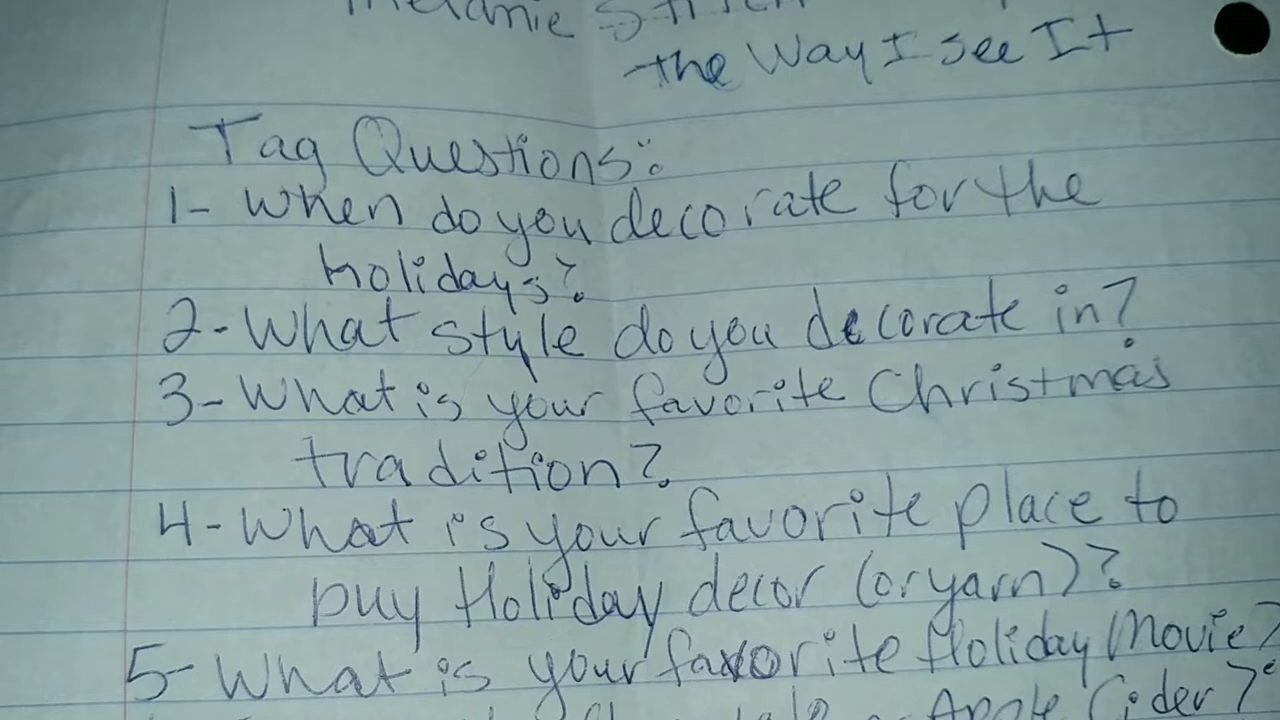 Melanie Stitch
the Way I see It
Tag Questions:
1- When do you decorate for the
holidays?
2- What style do you decorate in?
3- What is your favorite Christmas
tradition?
4- What is your favorite place to
buy Holiday decor (or yarn)?
5- What is your favorite Holiday Movie?
Apple Cider?